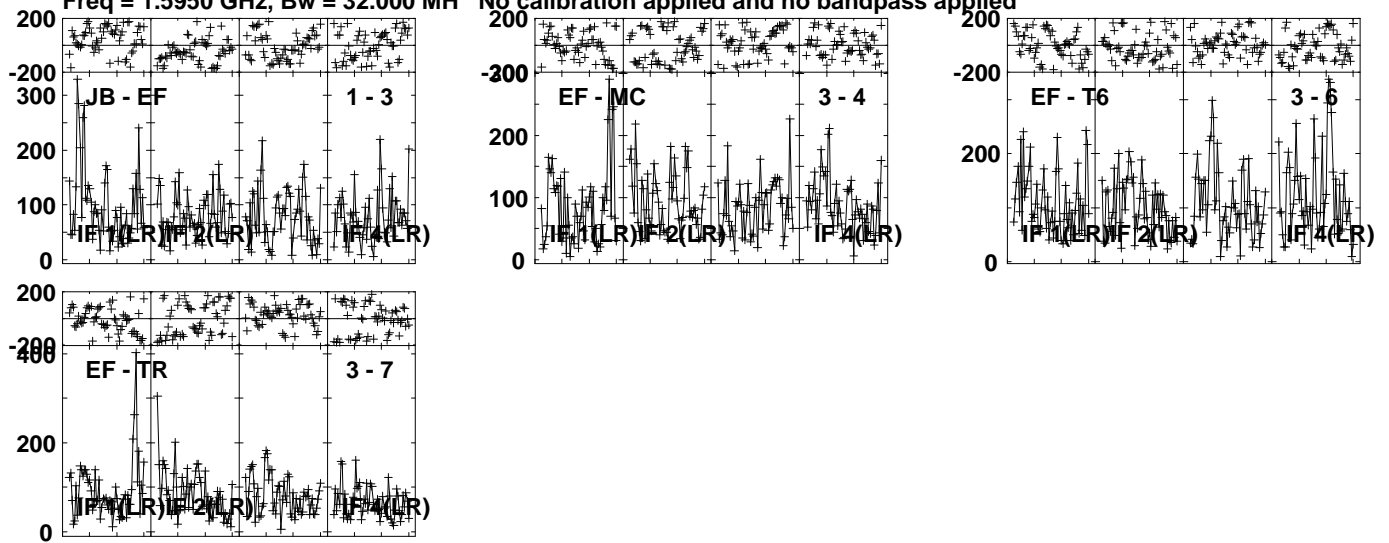 Freq = 1.5950 GHz, Bw = 32.000 MH No calibration applied and no bandpass applied
200
-200
300
200
100
0
JB - EF
1 - 3
IF 1(LR)
IF 2(LR)
IF 4(LR)
200
-200
300
200
100
0
EF - MC
3 - 4
IF 1(LR)
IF 2(LR)
IF 4(LR)
200
-200
200
0
EF - T6
3 - 6
IF 1(LR)
IF 2(LR)
IF 4(LR)
200
-200
400
200
0
EF - TR
3 - 7
IF 1(LR)
IF 2(LR)
IF 4(LR)